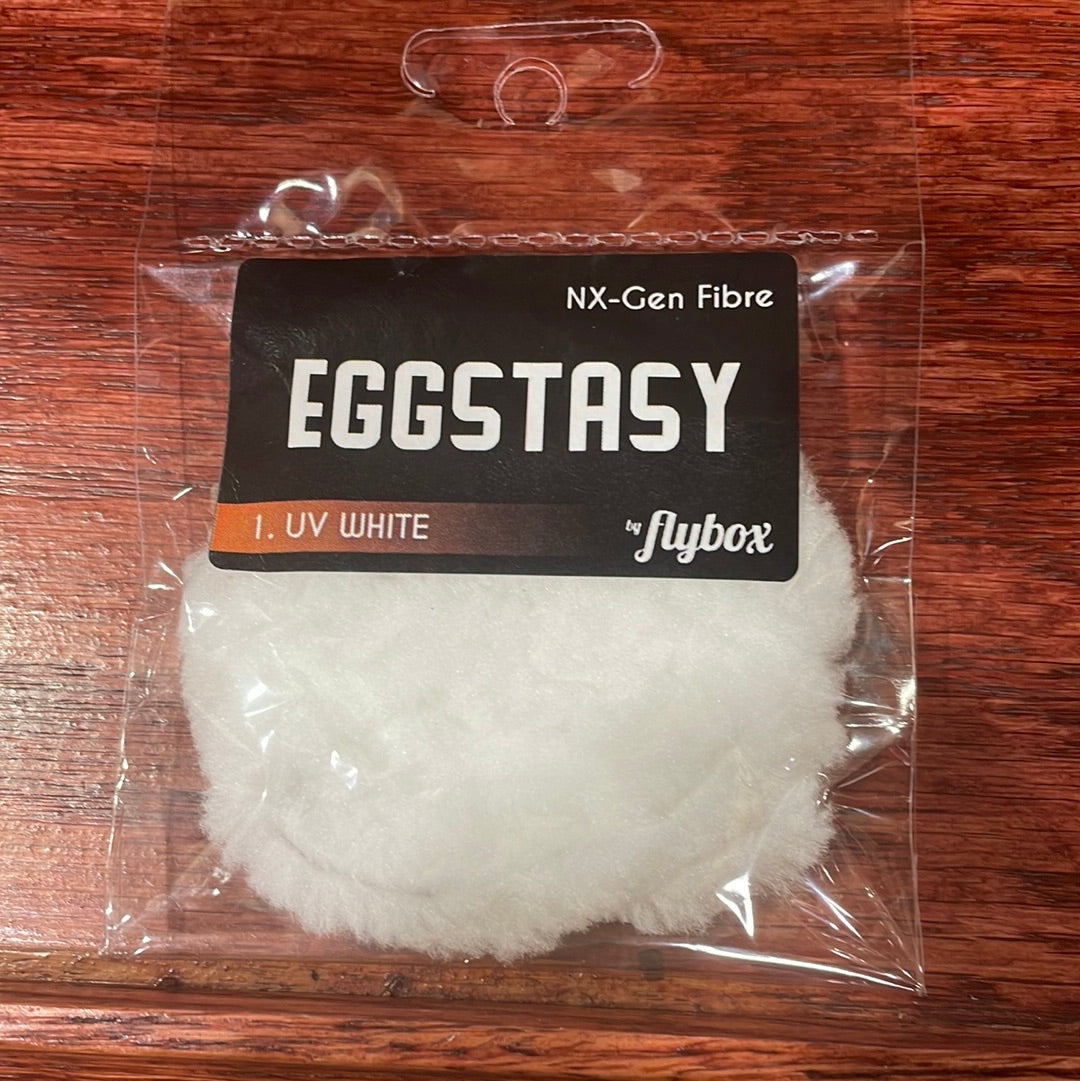 NX-Gen Fibre
EGGSTASY
1. UV WHITE
by flybox